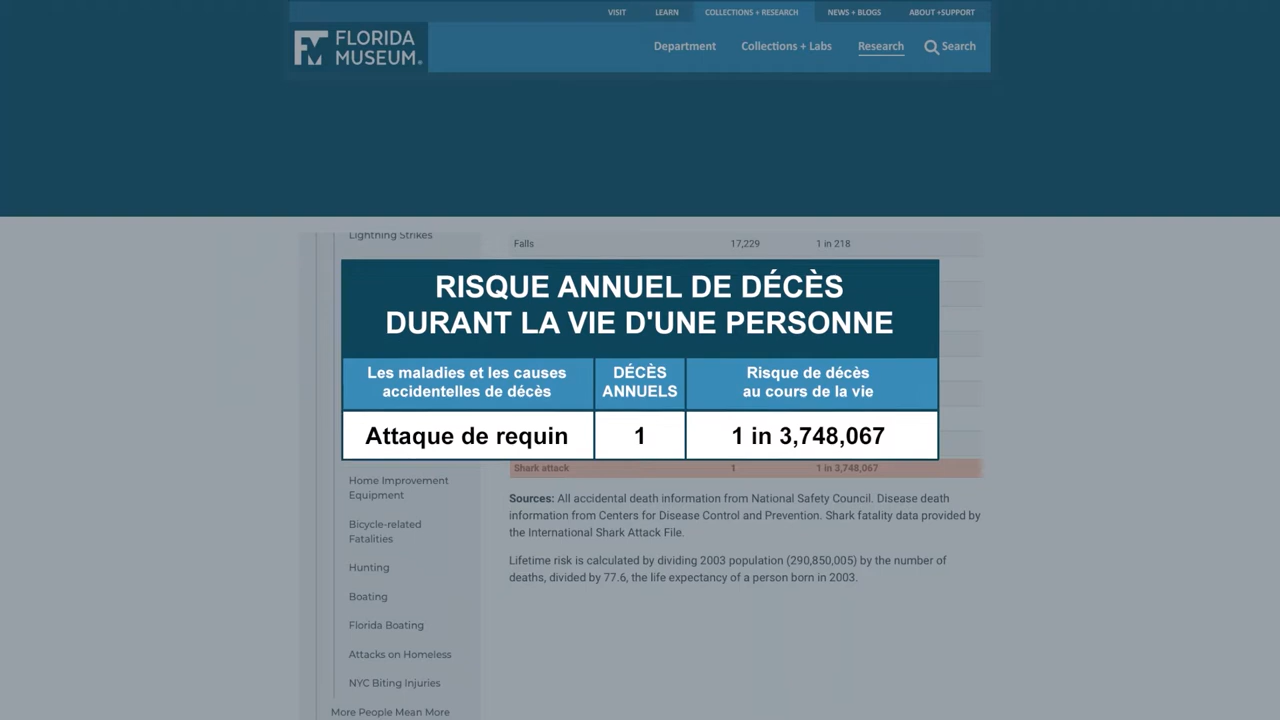 VISIT LEARN COLLECTIONS + RESEARCH NEWS + BLOGS ABOUT +SUPPORT
FLORIDA
MUSEUM.
Department Collections + Labs Research Search
Lightning Strikes
Falls 17,229 1 in 218
RISQUE ANNUEL DE DÉCÈS
DURANT LA VIE D'UNE PERSONNE
Les maladies et les causes
accidentelles de décès
DÉCÈS
ANNUELS
Risque de décès
au cours de la vie
Attaque de requin 1 1 in 3,748,067
Shark attack 1 1 in 3,748,067
Home Improvement
Equipment
Bicycle-related
Fatalities
Hunting
Boating
Florida Boating
Attacks on Homeless
NYC Biting Injuries
More People Mean More
Sources: All accidental death information from National Safety Council. Disease death
information from Centers for Disease Control and Prevention. Shark fatality data provided by
the International Shark Attack File.
Lifetime risk is calculated by dividing 2003 population (290,850,005) by the number of
deaths, divided by 77.6, the life expectancy of a person born in 2003.